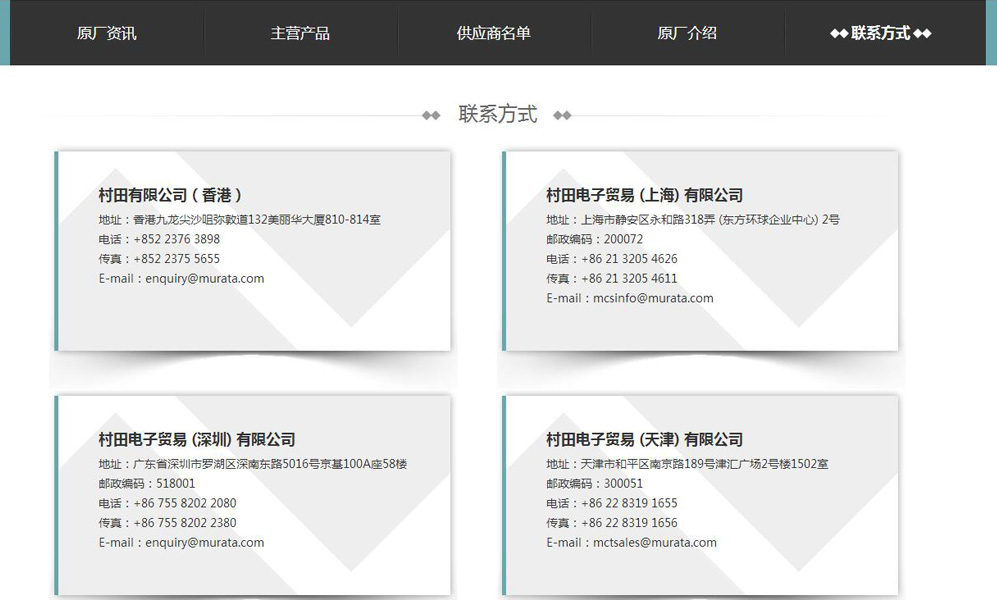 原厂资讯 主营产品 供应商名单 原厂介绍 联系方式
联系方式
村田有限公司 ( 香港 )
地址：香港九龙尖沙咀弥敦道132美丽华大厦810-814室
电话：+852 2376 3898
传真：+852 2375 5655
E-mail：enquiry@murata.com
村田电子贸易 (上海) 有限公司
地址：上海市静安区永和路318弄 (东方环球企业中心) 2号
邮政编码：200072
电话：+86 21 3205 4626
传真：+86 21 3205 4611
E-mail：mcsinfo@murata.com
村田电子贸易 (深圳) 有限公司
地址：广东省深圳市罗湖区深南东路5016号京基100A座58楼
邮政编码：518001
电话：+86 755 8202 2080
传真：+86 755 8202 2380
E-mail：enquiry@murata.com
村田电子贸易 (天津) 有限公司
地址：天津市和平区南京路189号津汇广场2号楼1502室
邮政编码：300051
电话：+86 22 8319 1655
传真：+86 22 8319 1656
E-mail：mctsales@murata.com